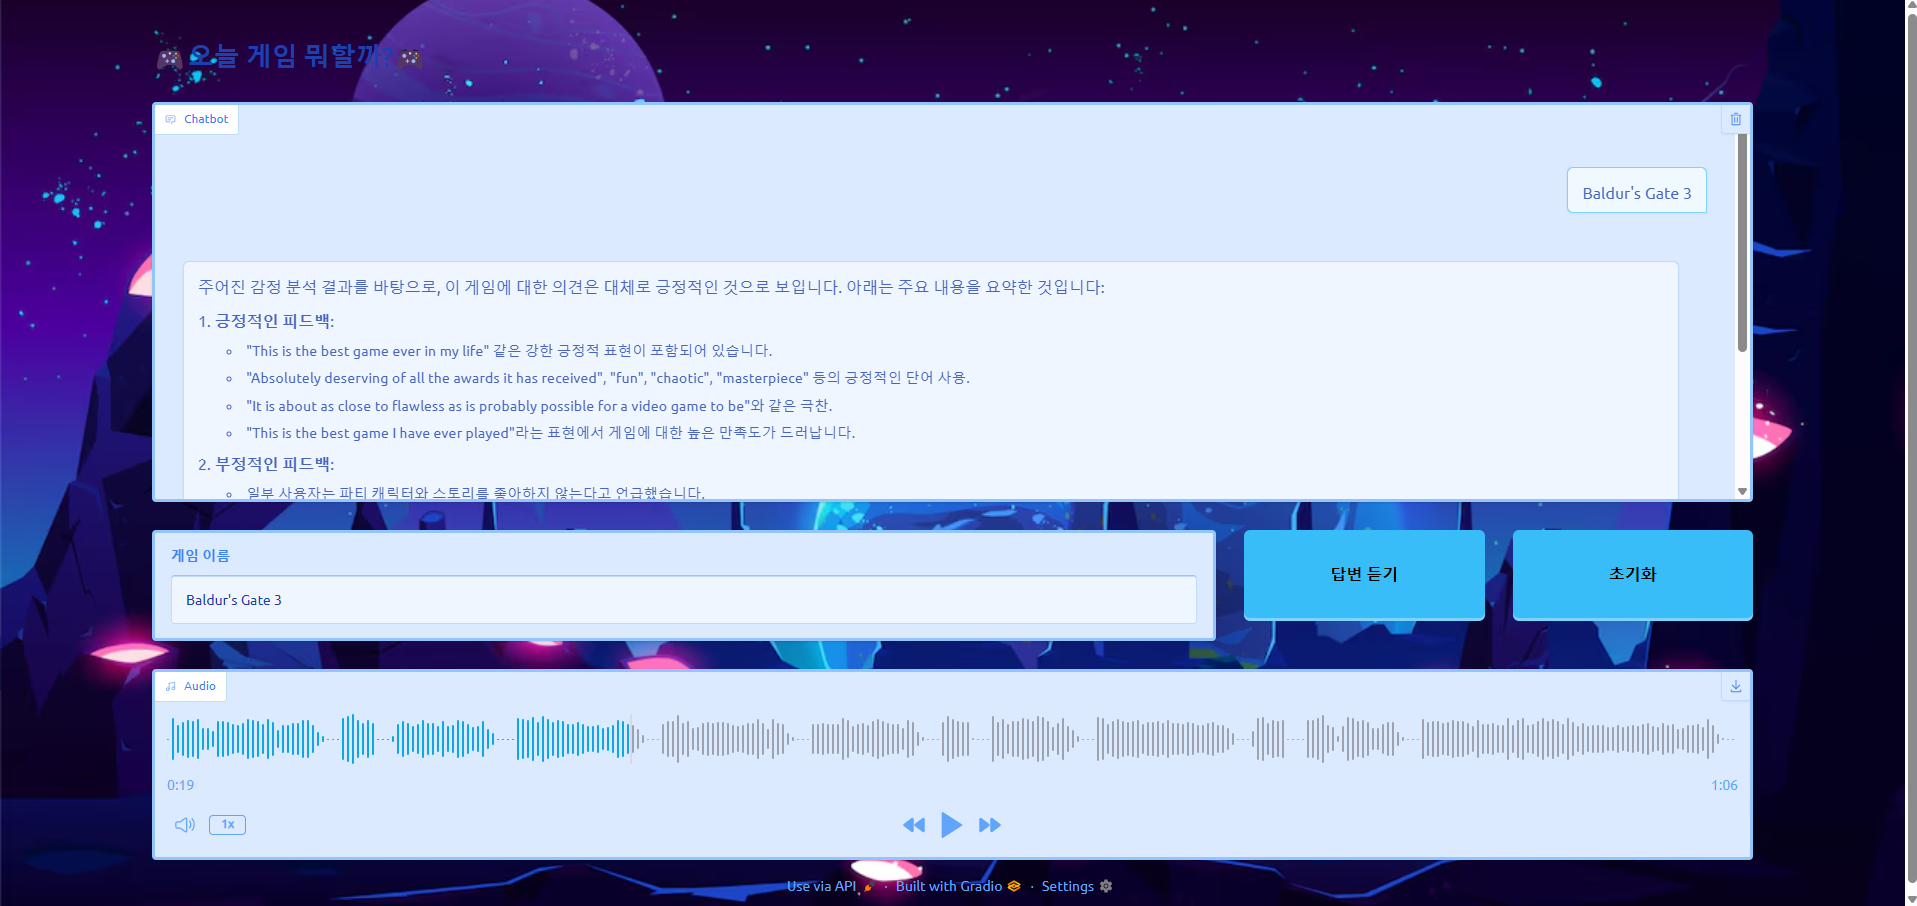 🎮 오늘 게임 뭐할까?🎮
Chatbot
Baldur's Gate 3
주어진 감정 분석 결과를 바탕으로, 이 게임에 대한 의견은 대체로 긍정적인 것으로 보입니다. 아래는 주요 내용을 요약한 것입니다:
1. 긍정적인 피드백:
"This is the best game ever in my life" 같은 강한 긍정적 표현이 포함되어 있습니다.
"Absolutely deserving of all the awards it has received", "fun", "chaotic", "masterpiece" 등의 긍정적인 단어 사용.
"It is about as close to flawless as is probably possible for a video game to be"와 같은 극찬.
"This is the best game I have ever played"라는 표현에서 게임에 대한 높은 만족도가 드러납니다.
2. 부정적인 피드백:
일부 사용자는 파티 캐릭터와 스토리를 좋아하지 않는다고 언급했습니다.
게임 이름
Baldur's Gate 3
답변 듣기
초기화
Audio
0:19
1:06
1x
Use via API · Built with Gradio · Settings